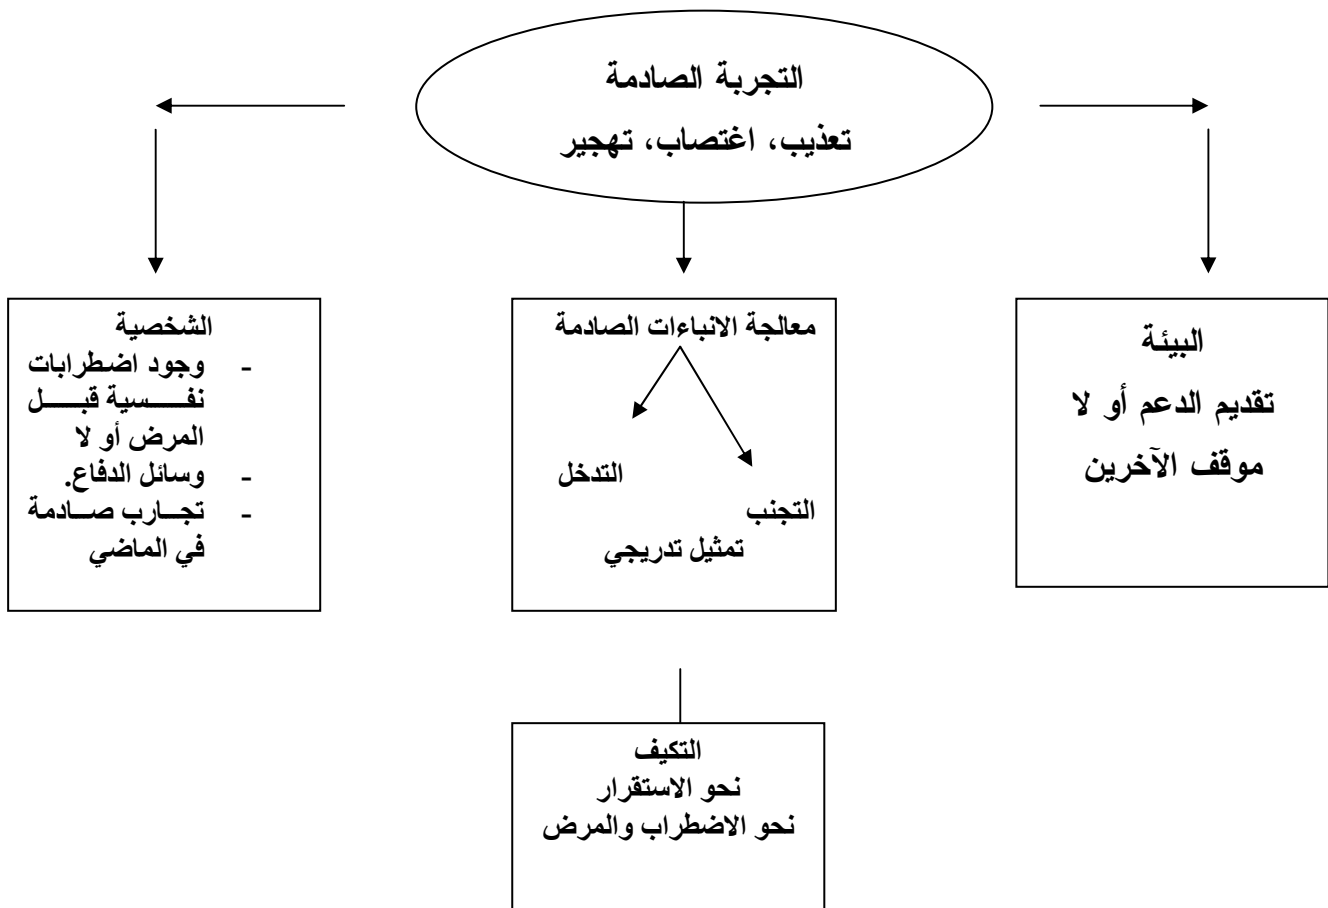 التجربة الصادمة
تعذيب، اغتصاب، تهجير
البيئة
تقديم الدعم أو لا
موقف الآخرين
معالجة الانباءات الصادمة
التدخل
التجنب
تمثيل تدريجي
الشخصية
- وجود اضطرابات
نفسية قبل
المرض أو لا
- وسائل الدفاع.
- تجارب صادمة
في الماضي
التكيف
نحو الاستقرار
نحو الاضطراب والمرض